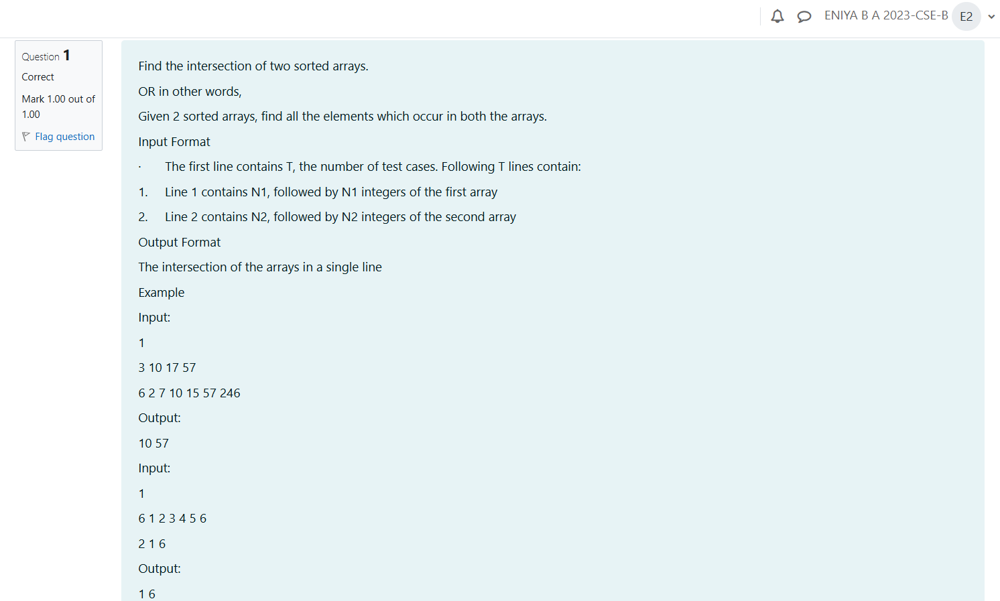 ENIYA B A 2023-CSE-B E2
Question 1
Correct
Mark 1.00 out of
1.00
Flag question
Find the intersection of two sorted arrays.
OR in other words,
Given 2 sorted arrays, find all the elements which occur in both the arrays.
Input Format
· The first line contains T, the number of test cases. Following T lines contain:
1. Line 1 contains N1, followed by N1 integers of the first array
2. Line 2 contains N2, followed by N2 integers of the second array
Output Format
The intersection of the arrays in a single line
Example
Input:
1
3 10 17 57
6 2 7 10 15 57 246
Output:
10 57
Input:
1
6 1 2 3 4 5 6
2 1 6
Output:
1 6